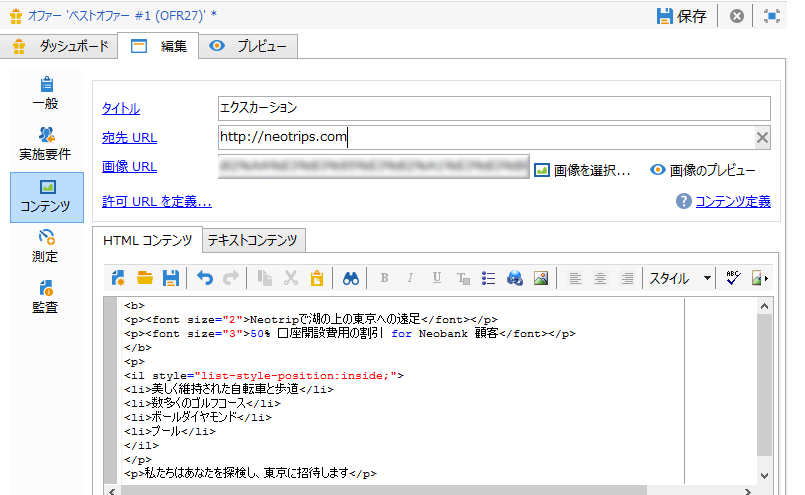 オファー 'ベストオファー #1 (OFR27)' *
保存
ダッシュボード
編集
プレビュー
一般
実施要件
コンテンツ
測定
監査
タイトル
エクスカーション
宛先 URL
http://neotrips.com
画像 URL
画像を選択...
画像のプレビュー
許可 URL を定義...
コンテンツ定義
HTML コンテンツ
テキストコンテンツ
B I U
スタイル
ABC
<b>
<p><font size="2">Neotripで湖の上の東京への遠足</font></p>
<p><font size="3">50% 口座開設費用の割引 for Neobank 顧客</font></p>
</b>
<p>
<il style="list-style-position:inside;">
<li>美しく維持された自転車と歩道</li>
<li>数多くのゴルフコース</li>
<li>ボールダイヤモンド</li>
<li>プール</li>
</il>
</p>
<p>私たちはあなたを探検し、東京に招待します</p>